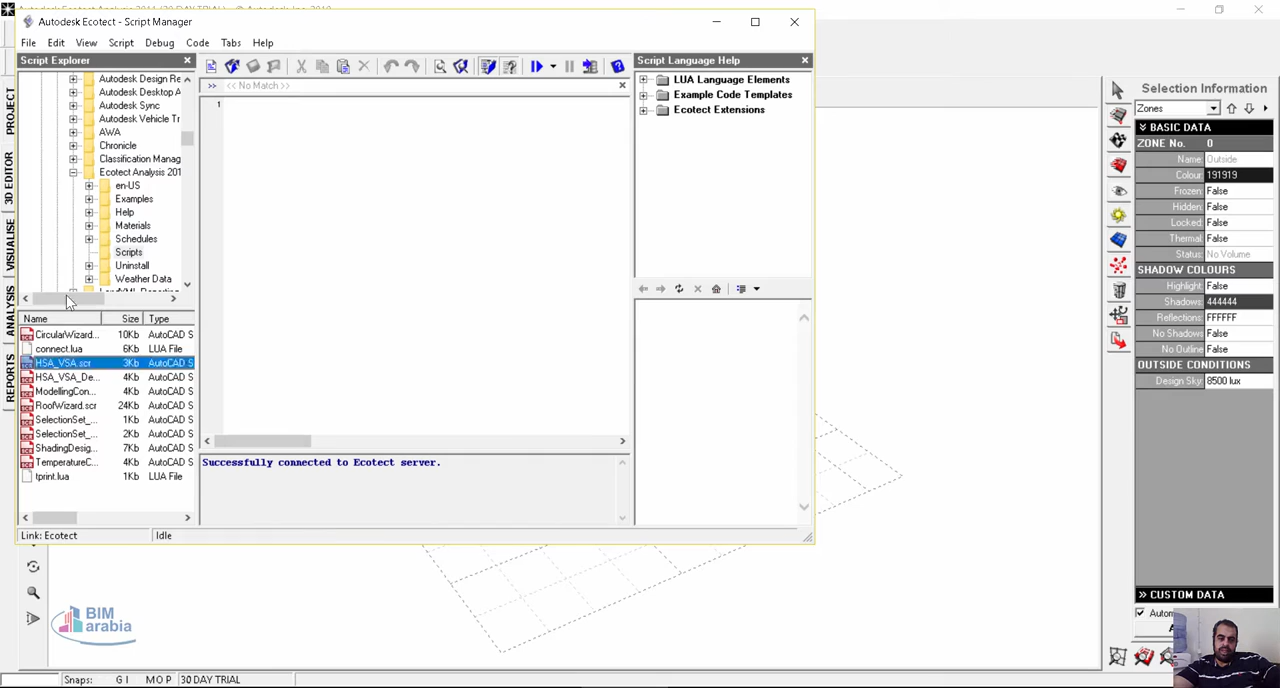 Autodesk Ecotect - Script Manager
File Edit View Script Debug Code Tabs Help
Script Explorer
Autodesk Design Re
Autodesk Desktop A
Autodesk Sync
Autodesk Vehicle Tr
AWA
Chronicle
Classification Manag
Ecotect Analysis 201
en-US
Examples
Help
Materials
Schedules
Scripts
Uninstall
Weather Data
Name Size Type
CircularWizard... 10Kb AutoCAD S
connect.lua 6Kb LUA File
HSA_VSA.scr 3Kb AutoCAD S
HSA_VSA_De... 4Kb AutoCAD S
ModellingCon... 4Kb AutoCAD S
RoofWizard.scr 24Kb AutoCAD S
SelectionSet_... 1Kb AutoCAD S
SelectionSet_... 2Kb AutoCAD S
ShadingDesig... 7Kb AutoCAD S
TemperatureC... 4Kb AutoCAD S
tprint.lua 1Kb LUA File
Link: Ecotect Idle
>> << No Match >>
1
Successfully connected to Ecotect server.
Script Language Help
LUA Language Elements
Example Code Templates
Ecotect Extensions
PROJECT
3D EDITOR
VISUALISE
ANALYSIS
REPORTS
Selection Information
Zones
BASIC DATA
ZONE No. 0
Name: Outside
Colour: 191919
Frozen: False
Hidden: False
Locked: False
Thermal: False
Status: No Volume
SHADOW COLOURS
Highlight: False
Shadows: 444444
Reflections: FFFFFF
No Shadows: False
No Outline: False
OUTSIDE CONDITIONS
Design Sky: 8500 lux
CUSTOM DATA
Autom
BIM
arabia
Snaps: G I M O P 30 DAY TRIAL